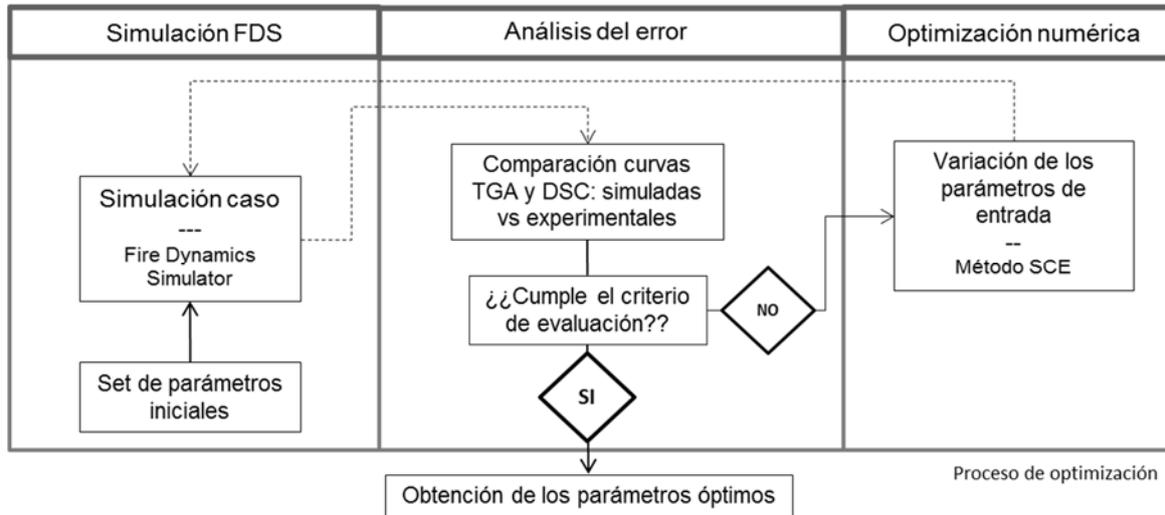 Simulación FDS
Análisis del error
Optimización numérica
Simulación caso
---
Fire Dynamics
Simulator
Set de parámetros
iniciales
Comparación curvas
TGA y DSC: simuladas
vs experimentales
¿¿Cumple el criterio
de evaluación??
NO
SI
Variación de los
parámetros de
entrada
--
Método SCE
Proceso de optimización
Obtención de los parámetros óptimos